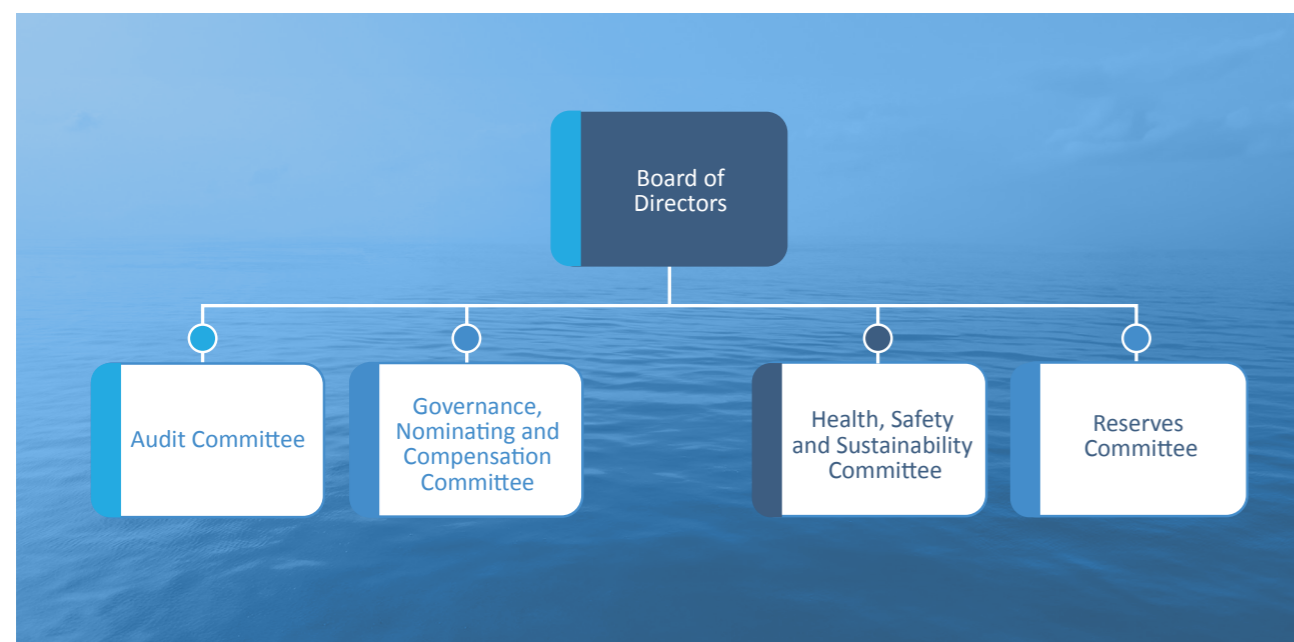 Board of
Directors
Audit Committee
Governance,
Nominating and
Compensation
Committee
Health, Safety
and Sustainability
Committee
Reserves
Committee